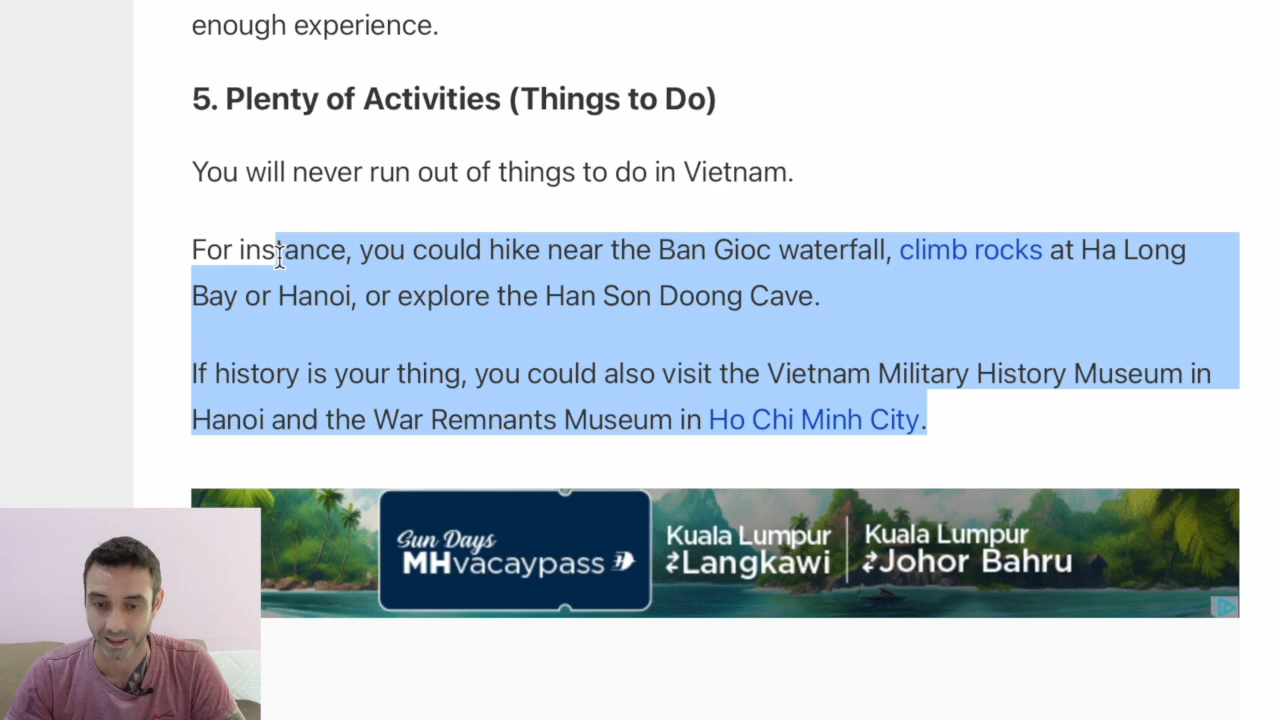 enough experience.
5. Plenty of Activities (Things to Do)
You will never run out of things to do in Vietnam.
For instance, you could hike near the Ban Gioc waterfall, climb rocks at Ha Long
Bay or Hanoi, or explore the Han Son Doong Cave.
If history is your thing, you could also visit the Vietnam Military History Museum in
Hanoi and the War Remnants Museum in Ho Chi Minh City.
Sun Days
MHvacaypass
Kuala Lumpur
⇄Langkawi
Kuala Lumpur
⇄Johor Bahru